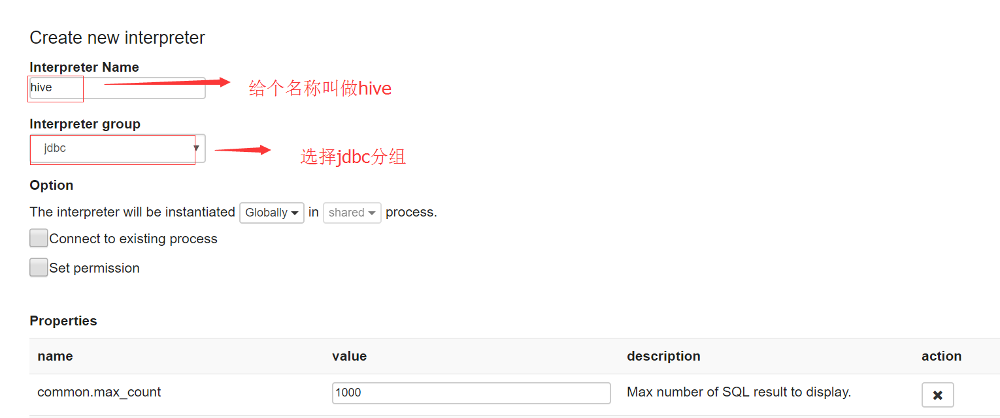 Create new interpreter
Interpreter Name
hive
给个名称叫做hive
Interpreter group
jdbc
选择jdbc分组
Option
The interpreter will be instantiated Globally in shared process.
Connect to existing process
Set permission
Properties
name value description action
common.max_count 1000 Max number of SQL result to display.